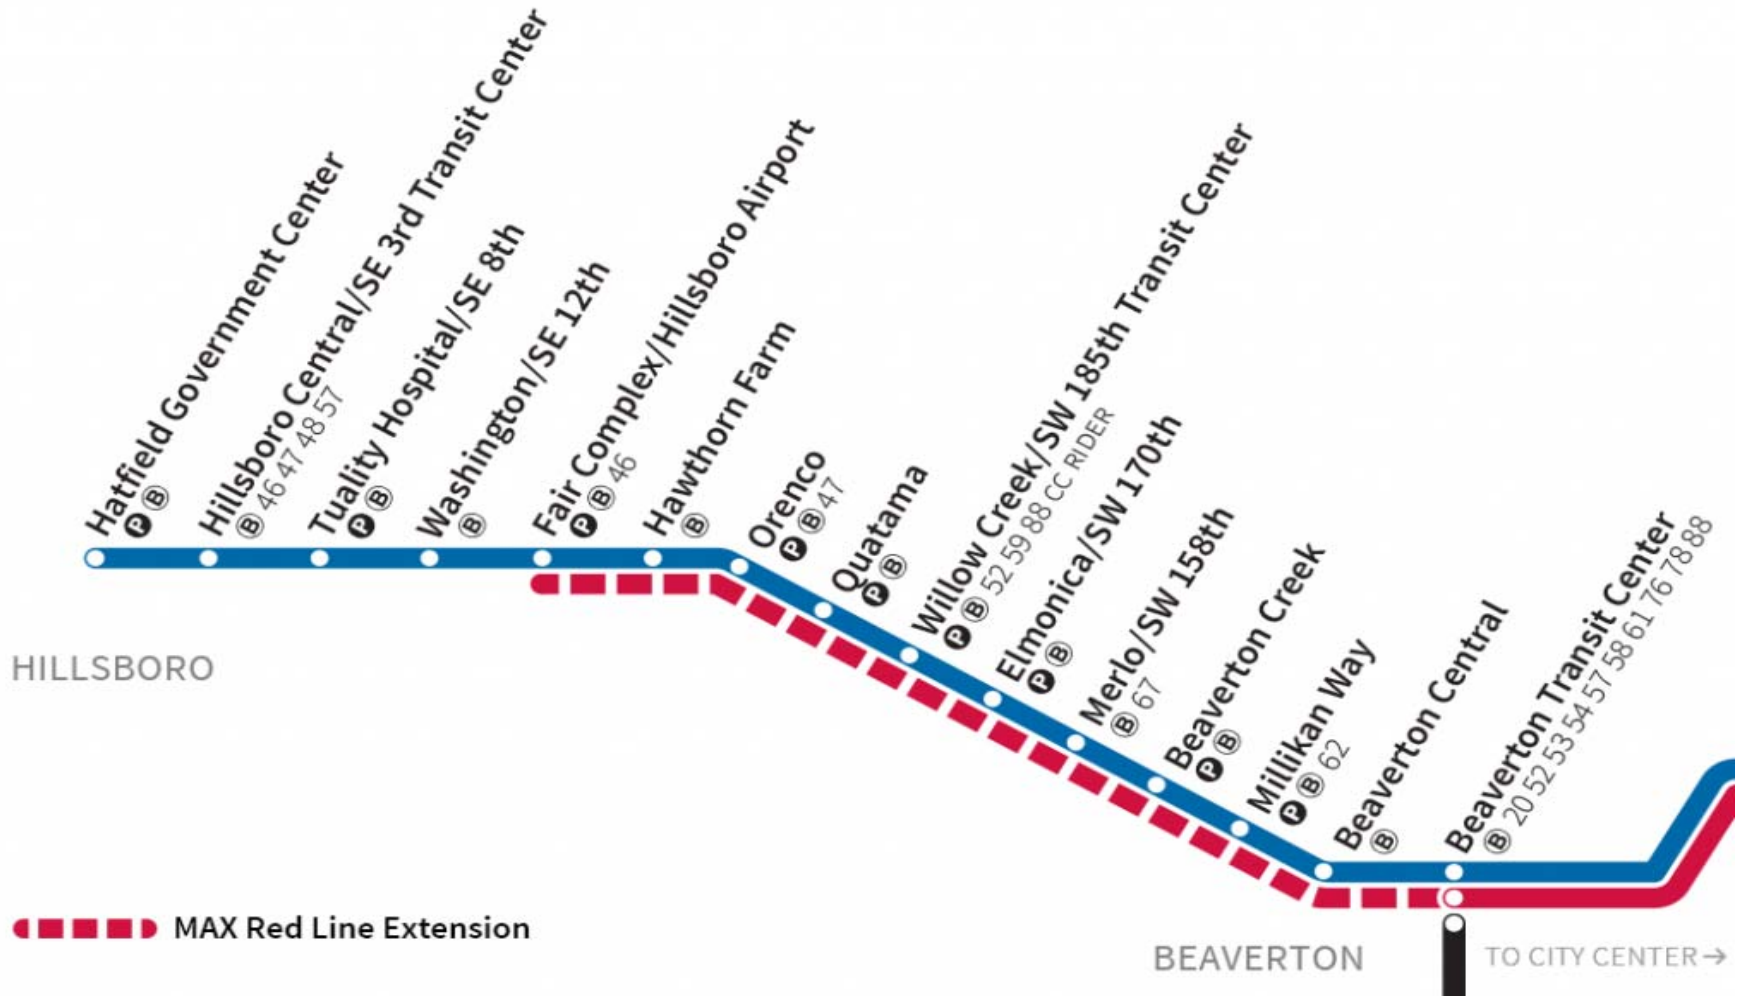 Hatfield Government Center
P B
Hillsboro Central/SE 3rd Transit Center
B 46 47 48 57
Tuality Hospital/SE 8th
P B
Washington/SE 12th
B
Fair Complex/Hillsboro Airport
P B 46
Hawthorn Farm
B
Orenco
P B 47
Quatama
P B
Willow Creek/SW 185th Transit Center
P B 52 59 88 CC RIDER
Elmonica/SW 170th
P B
Merlo/SW 158th
B 67
Beaverton Creek
P B
Millikan Way
P B 62
Beaverton Central
B
Beaverton Transit Center
B 20 52 53 54 57 58 61 76 78 88
HILLSBORO
MAX Red Line Extension
BEAVERTON
TO CITY CENTER→